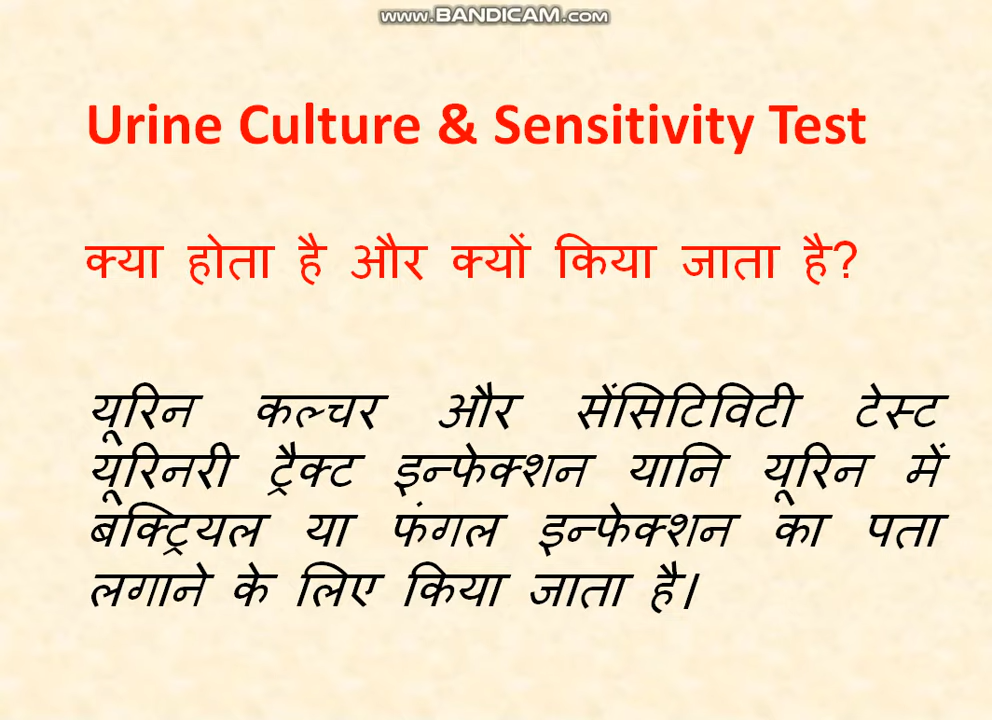 www.BANDICAM.com
Urine Culture & Sensitivity Test
क्या होता है और क्यों किया जाता है?
यूरिन कल्चर और सेंसिटिविटी टेस्ट
यूरिनरी ट्रैक्ट इन्फेक्शन यानि यूरिन में
बक्ट्रियल या फंगल इन्फेक्शन का पता
लगाने के लिए किया जाता है।